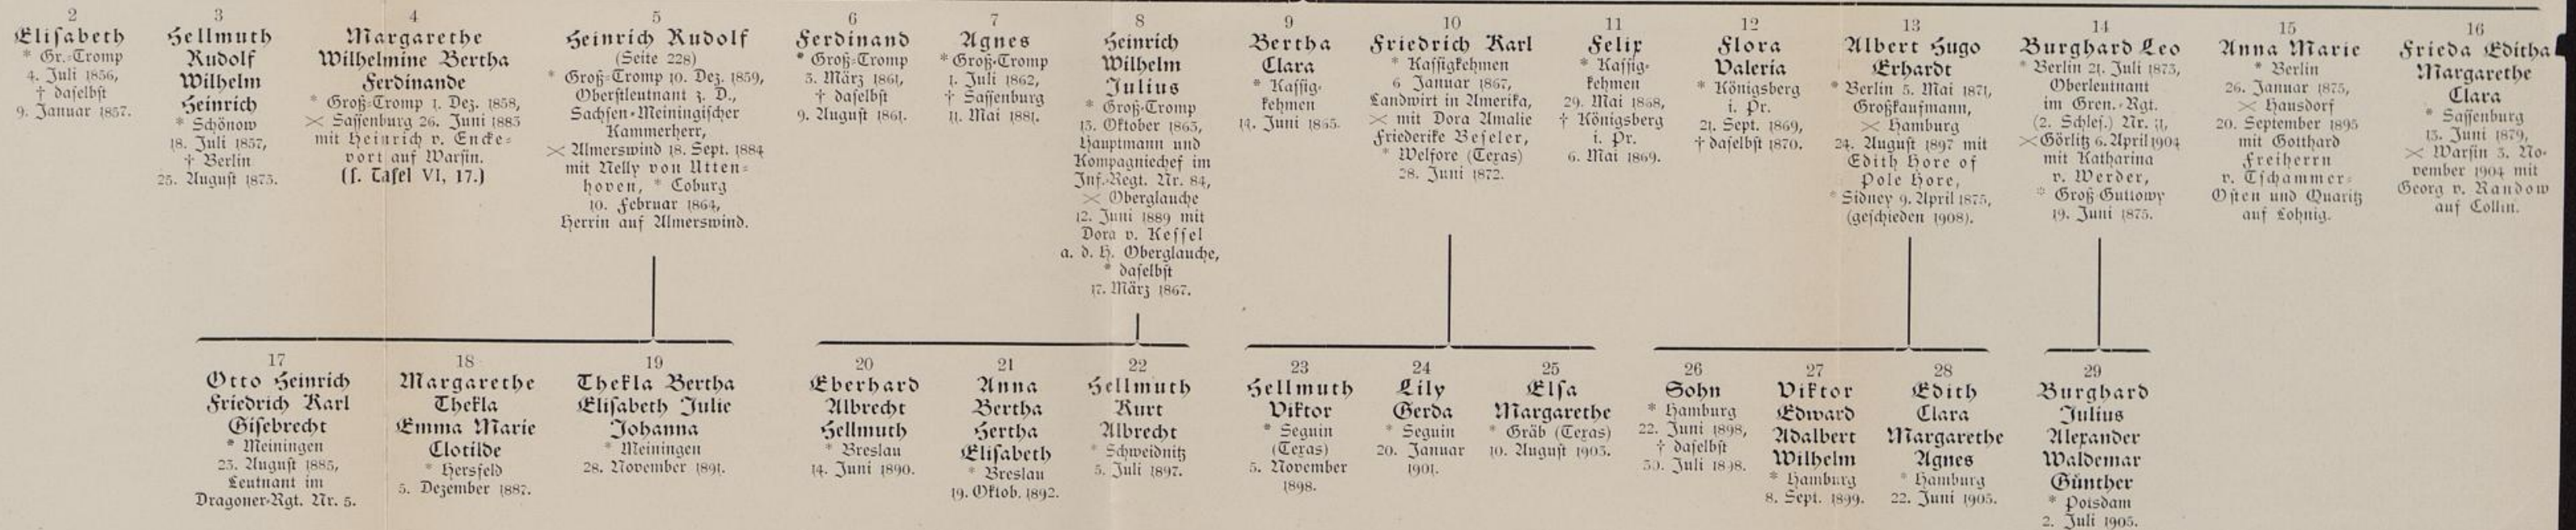 2
Elisabeth
* Gr.-Tromp
4. Juli 1856,
† daselbst
9. Januar 1857.
3
Hellmuth
Rudolf
Wilhelm
Heinrich
* Schönow
18. Juli 1857,
† Berlin
25. August 1873.
4
Margarethe
Wilhelmine Bertha
Ferdinande
* Groß-Tromp 1. Dez. 1858,
⚔ Sassenburg 26. Juni 1883
mit Heinrich v. Encke-
vort auf Warsin.
(s. Tafel VI, 17.)
5
Heinrich Rudolf
(Seite 228)
* Groß-Tromp 10. Dez. 1859,
Oberstleutnant z. D.,
Sachsen-Meiningischer
Kammerherr,
⚔ Almerswind 18. Sept. 1884
mit Nelly von Utten-
hoven, * Coburg
10. Februar 1864,
Herrin auf Almerswind.
6
Ferdinand
* Groß-Tromp
3. März 1861,
† daselbst
9. August 1861.
7
Agnes
* Groß-Tromp
1. Juli 1862,
† Sassenburg
11. Mai 1881.
8
Heinrich
Wilhelm
Julius
* Groß-Tromp
13. Oktober 1863,
Hauptmann und
Kompagniechef im
Inf.-Regt. Nr. 84,
⚔ Oberglauche
12. Juni 1889 mit
Dora v. Kessel
a. d. H. Oberglauche,
* daselbst
17. März 1867.
9
Bertha
Clara
* Kassig-
kehmen
14. Juni 1865.
10
Friedrich Karl
* Kassigkehmen
6 Januar 1867,
Landwirt in Amerika,
⚔ mit Dora Amalie
Friederike Beseler,
* Welfore (Texas)
28. Juni 1872.
11
Felix
* Kassig-
kehmen
29. Mai 1868,
† Königsberg
i. Pr.
6. Mai 1869.
12
Flora
Valeria
* Königsberg
i. Pr.
21. Sept. 1869,
† daselbst 1870.
13
Albert Hugo
Erhardt
* Berlin 5. Mai 1871,
Großkaufmann,
⚔ Hamburg
24. August 1897 mit
Edith Hore of
Pole Hore,
* Sidney 9. April 1875,
(geschieden 1908).
14
Burghard Leo
* Berlin 21. Juli 1873,
Oberleutnant
im Gren.-Rgt.
(2. Schles.) Nr. 11,
⚔ Görlitz 6. April 1904
mit Katharina
v. Werder,
* Groß Guttowy
19. Juni 1875.
15
Anna Marie
* Berlin
26. Januar 1875,
⚔ Hausdorf
20. September 1895
mit Gotthard
Freiherrn
v. Tschammer-
Osten und Quaritz
auf Lohnig.
16
Frieda Editha
Margarethe
Clara
* Sassenburg
13. Juni 1879,
⚔ Warsin 3. No-
vember 1904 mit
Georg v. Randow
auf Collin.
17
Otto Heinrich
Friedrich Karl
Gisebrecht
* Meiningen
23. August 1885,
Leutnant im
Dragoner-Rgt. Nr. 5.
18
Margarethe
Thekla
Emma Marie
Clotilde
* Hersfeld
5. Dezember 1887.
19
Thekla Bertha
Elisabeth Julie
Johanna
* Meiningen
28. November 1891.
20
Eberhard
Albrecht
Hellmuth
* Breslau
14. Juni 1890.
21
Anna
Bertha
Hertha
Elisabeth
* Breslau
19. Oktob. 1892.
22
Hellmuth
Kurt
Albrecht
* Schweidnitz
5. Juli 1897.
23
Hellmuth
Viktor
* Seguin
(Texas)
5. November
1898.
24
Lily
Gerda
* Seguin
20. Januar
1901.
25
Elsa
Margarethe
* Gräb (Texas)
10. August 1903.
26
Sohn
* Hamburg
22. Juni 1898,
† daselbst
30. Juli 1898.
27
Viktor
Edward
Adalbert
Wilhelm
* Hamburg
8. Sept. 1899.
28
Edith
Clara
Margarethe
Agnes
* Hamburg
22. Juni 1905.
29
Burghard
Julius
Alexander
Waldemar
Günther
* Potsdam
2. Juli 1905.